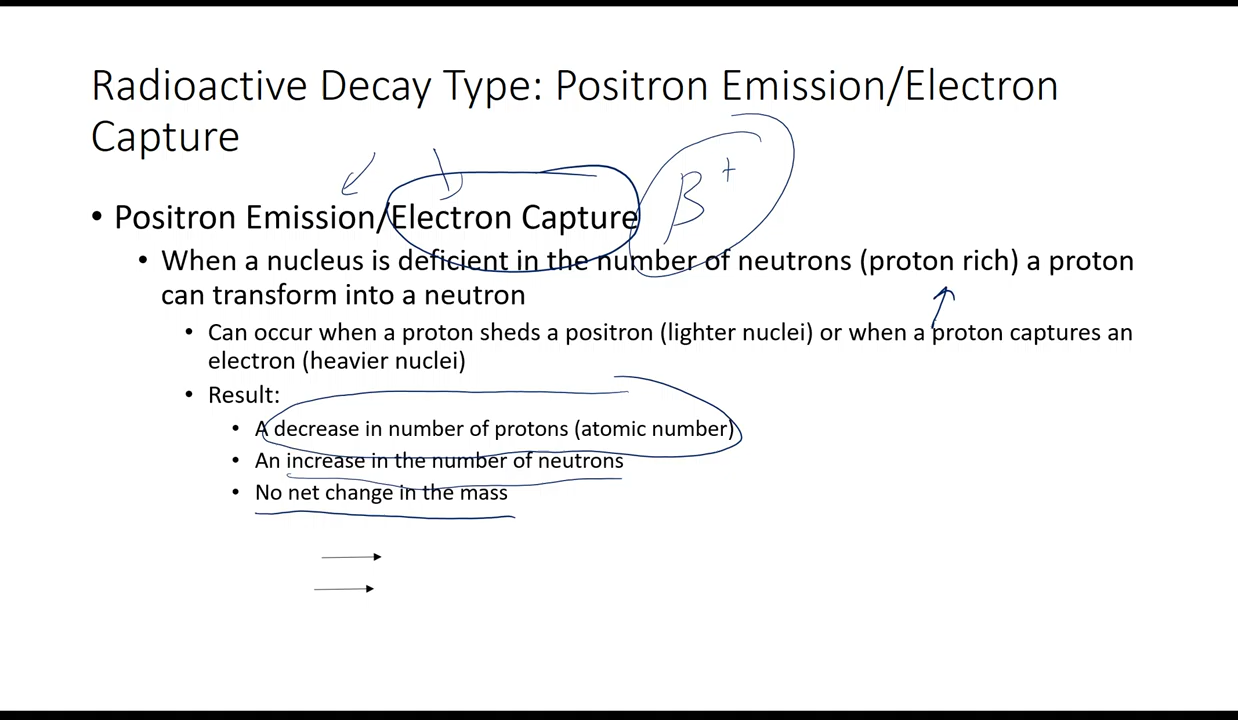 Radioactive Decay Type: Positron Emission/Electron
Capture
β+
• Positron Emission/Electron Capture
• When a nucleus is deficient in the number of neutrons (proton rich) a proton
can transform into a neutron
• Can occur when a proton sheds a positron (lighter nuclei) or when a proton captures an
electron (heavier nuclei)
• Result:
• A decrease in number of protons (atomic number)
• An increase in the number of neutrons
• No net change in the mass